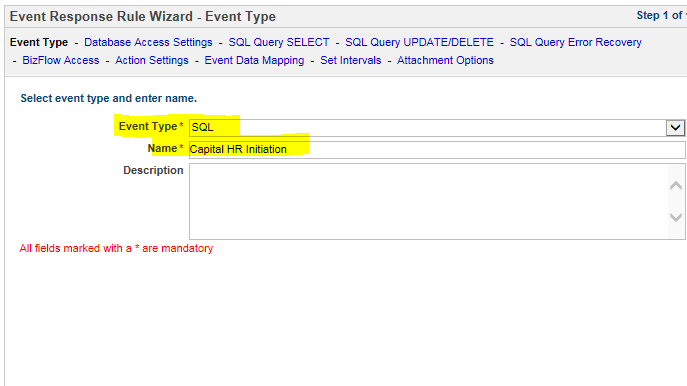 Event Response Rule Wizard - Event Type Step 1 of
Event Type - Database Access Settings - SQL Query SELECT - SQL Query UPDATE/DELETE - SQL Query Error Recovery
- BizFlow Access - Action Settings - Event Data Mapping - Set Intervals - Attachment Options
Select event type and enter name.
Event Type * SQL
Name * Capital HR Initiation
Description
All fields marked with a * are mandatory